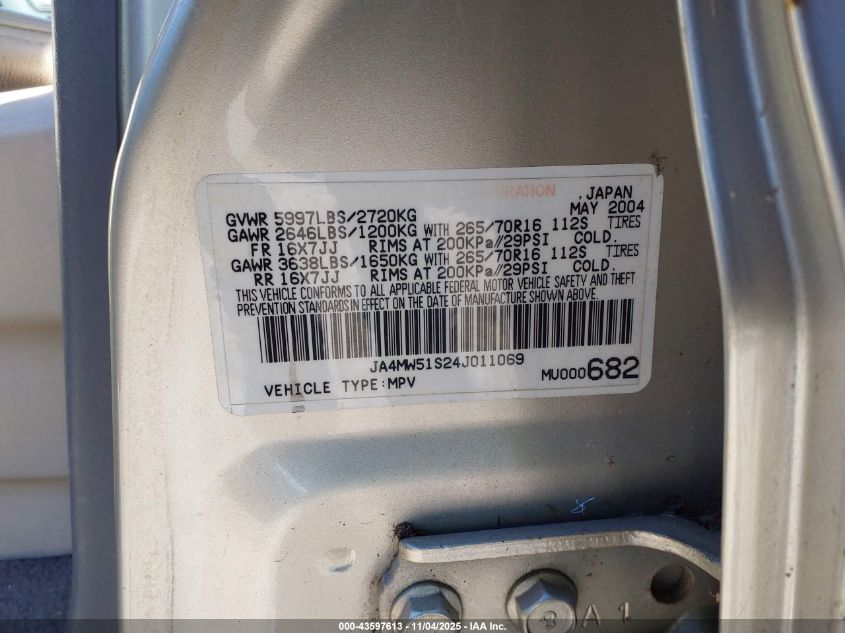 RATION , JAPAN
GVWR 5997LBS/2720KG MAY 2004
GAWR 2646LBS/1200KG WITH 265/70R16 112S TIRES
FR 16X7JJ RIMS AT 200KPa//29PSI COLD.
GAWR 3638LBS/1650KG WITH 265/70R16 112S TIRES
RR 16X7JJ RIMS AT 200KPa//29PSI COLD.
THIS VEHICLE CONFORMS TO ALL APPLICABLE FEDERAL MOTOR VEHICLE SAFETY AND THEFT
PREVENTION STANDARDS IN EFFECT ON THE DATE OF MANUFACTURE SHOWN ABOVE.
JA4MW51S24J011069
VEHICLE TYPE:MPV MU000682
8 A 1
000-43597613 - 11/04/2025 - IAA Inc.